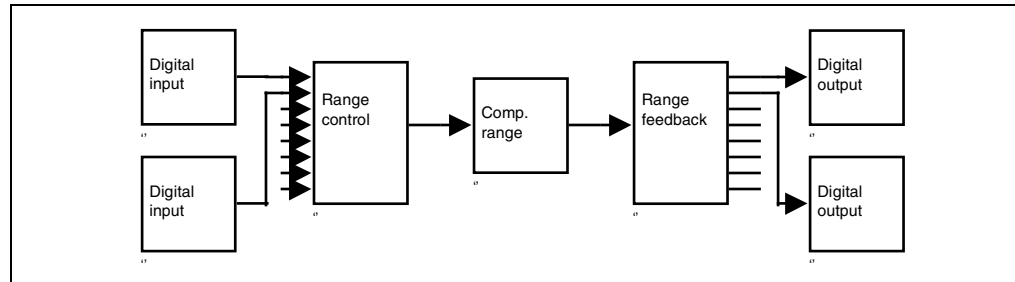 Digital
input
Range
control
Comp.
range
Range
feedback
Digital
output
Digital
input
Digital
output